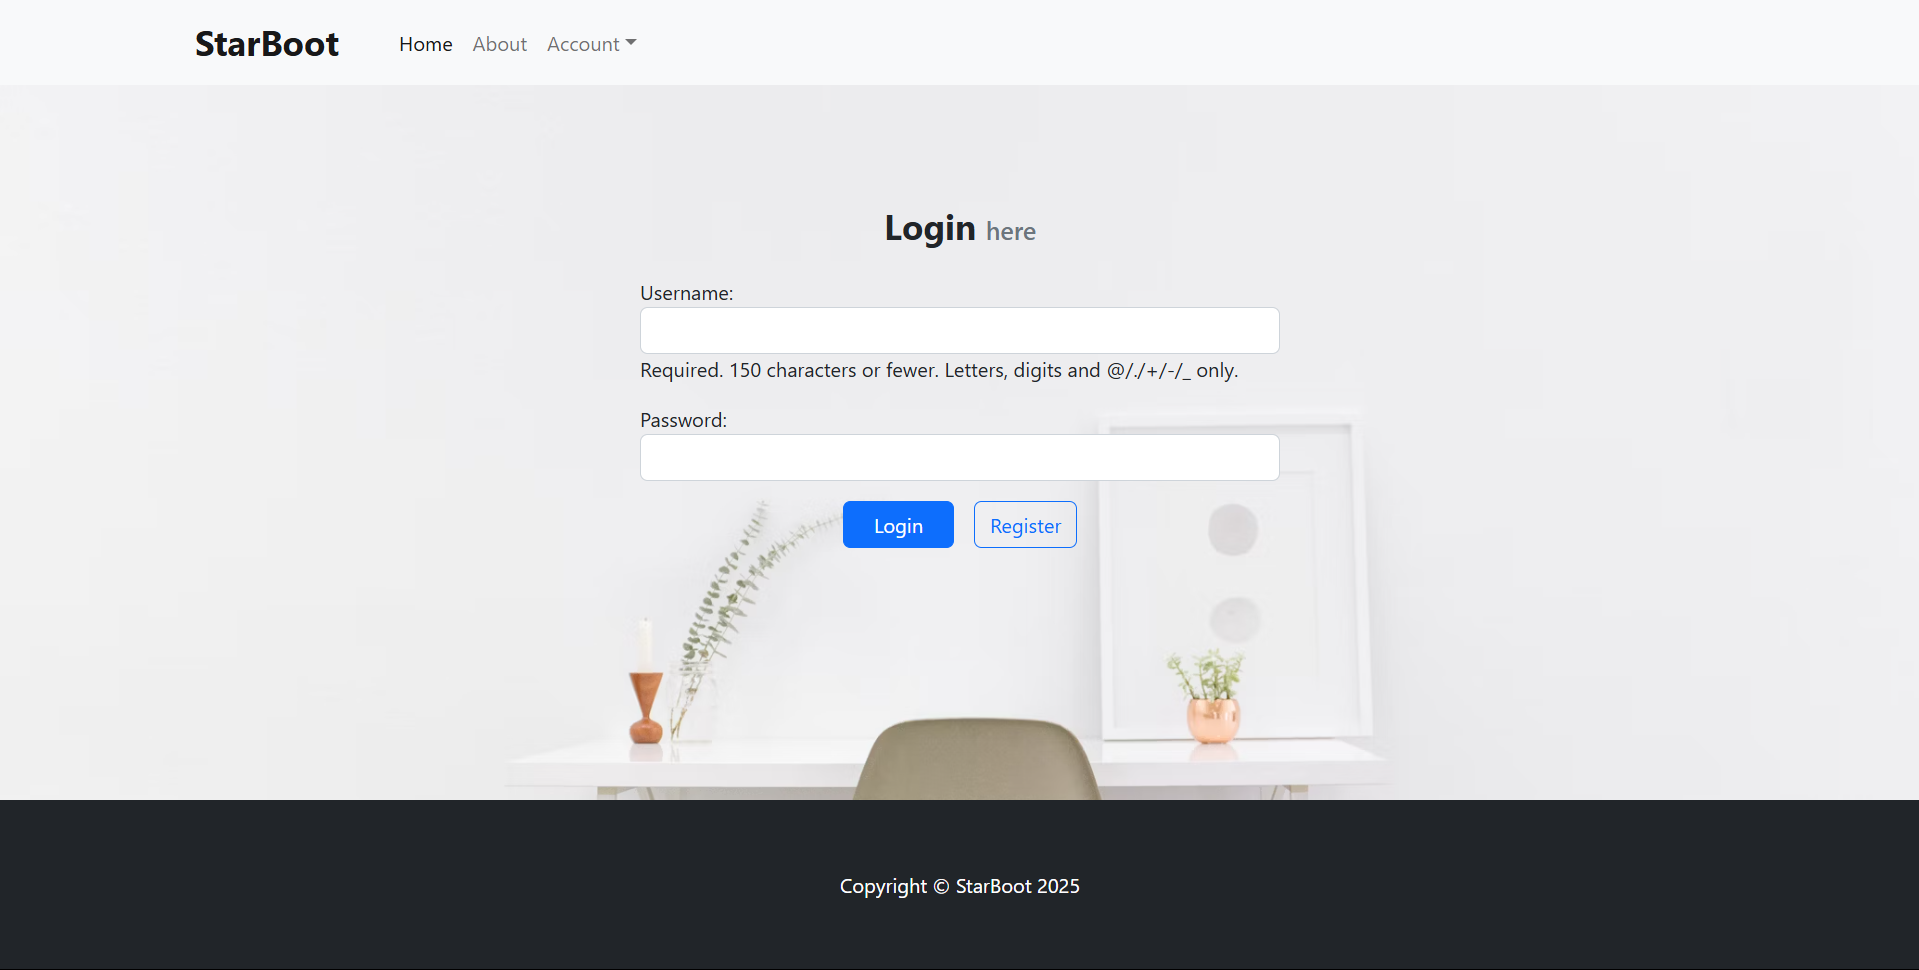 StarBoot Home About Account
Login here
Username:
Required. 150 characters or fewer. Letters, digits and @/./+/-/_ only.
Password:
Login Register
Copyright © StarBoot 2025